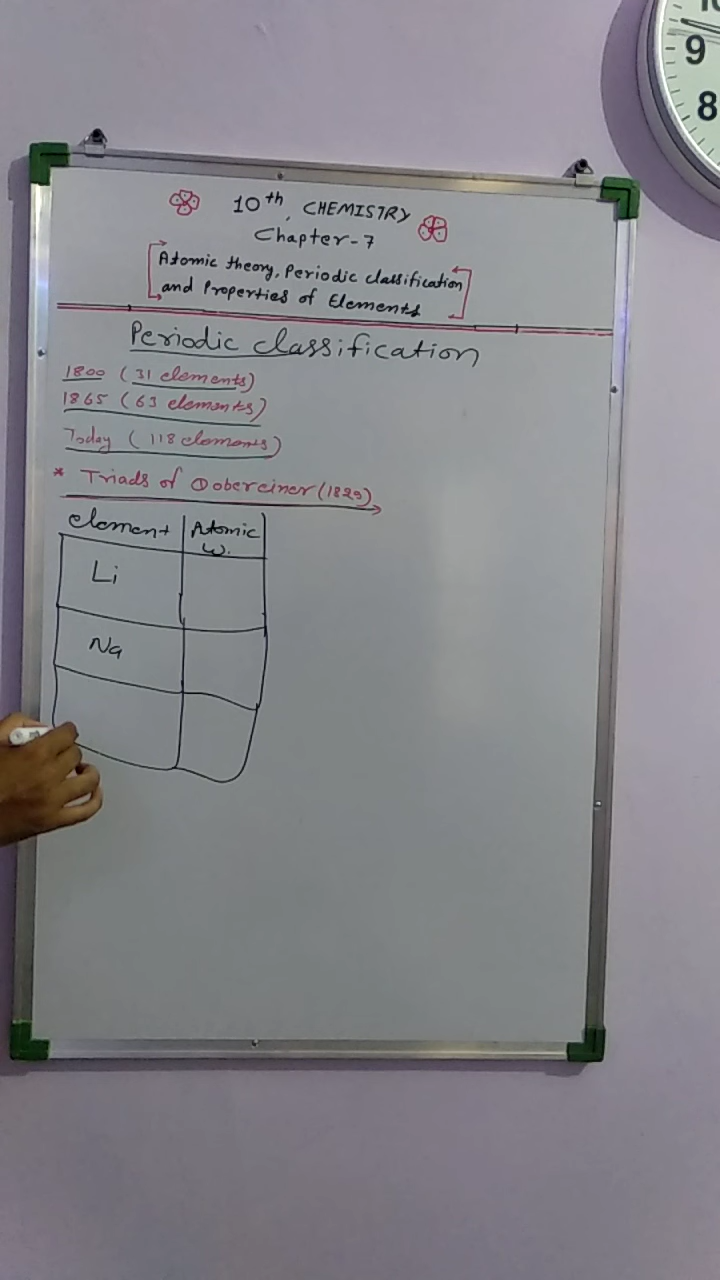 10th, CHEMISTRY
Chapter-7
Atomic theory, Periodic classification
and Properties of Elements
Periodic classification
1800 (31 elements)
1865 (63 elements)
Today (118 elements)
* Triads of Dobereiner (1829)
element Atomic
W.
Li
Na
10
9
8